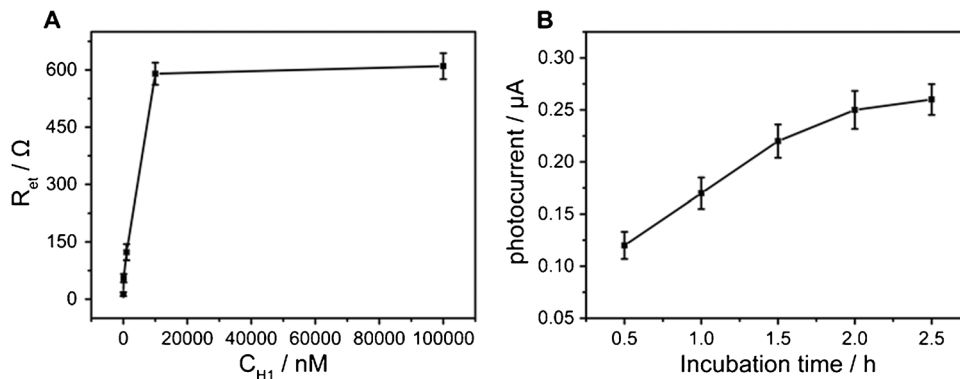 A
R_et / Ω
600
450
300
150
0
0 20000 40000 60000 80000 100000
C_H1 / nM
B
photocurrent / μA
0.30
0.25
0.20
0.15
0.10
0.05
0.5 1.0 1.5 2.0 2.5
Incubation time / h